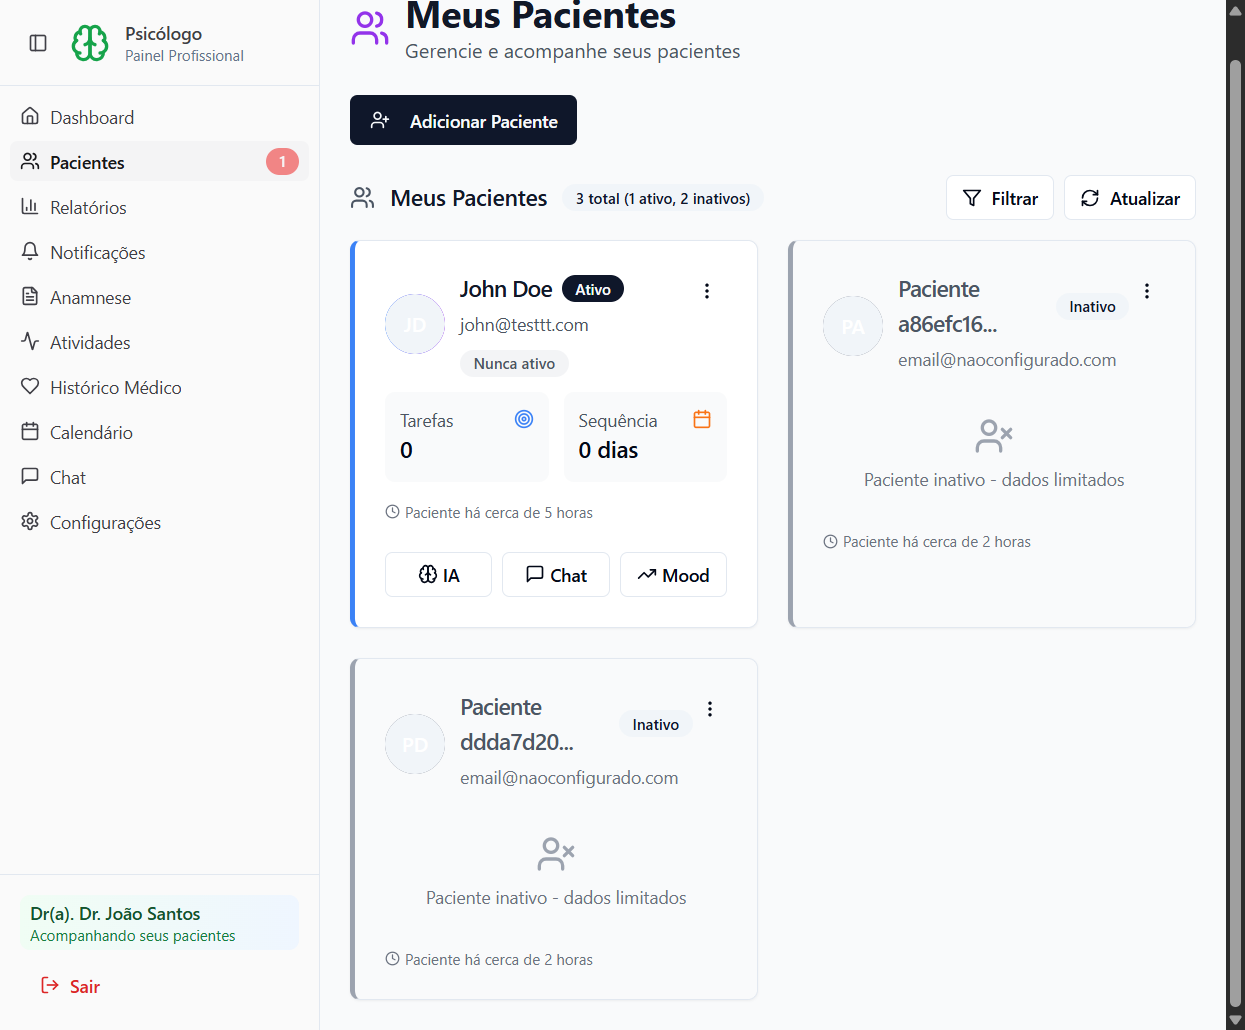 Psicólogo
Painel Profissional
Dashboard
Pacientes 1
Relatórios
Notificações
Anamnese
Atividades
Histórico Médico
Calendário
Chat
Configurações
Dr(a). Dr. João Santos
Acompanhando seus pacientes
Sair
Meus Pacientes
Gerencie e acompanhe seus pacientes
Adicionar Paciente
Meus Pacientes 3 total (1 ativo, 2 inativos)
Filtrar Atualizar
JD
John Doe Ativo
john@testtt.com
Nunca ativo
Tarefas
0
Sequência
0 dias
Paciente há cerca de 5 horas
IA Chat Mood
PA
Paciente
a86efc16...
Inativo
email@naoconfigurado.com
Paciente inativo - dados limitados
Paciente há cerca de 2 horas
PD
Paciente
ddda7d20...
Inativo
email@naoconfigurado.com
Paciente inativo - dados limitados
Paciente há cerca de 2 horas